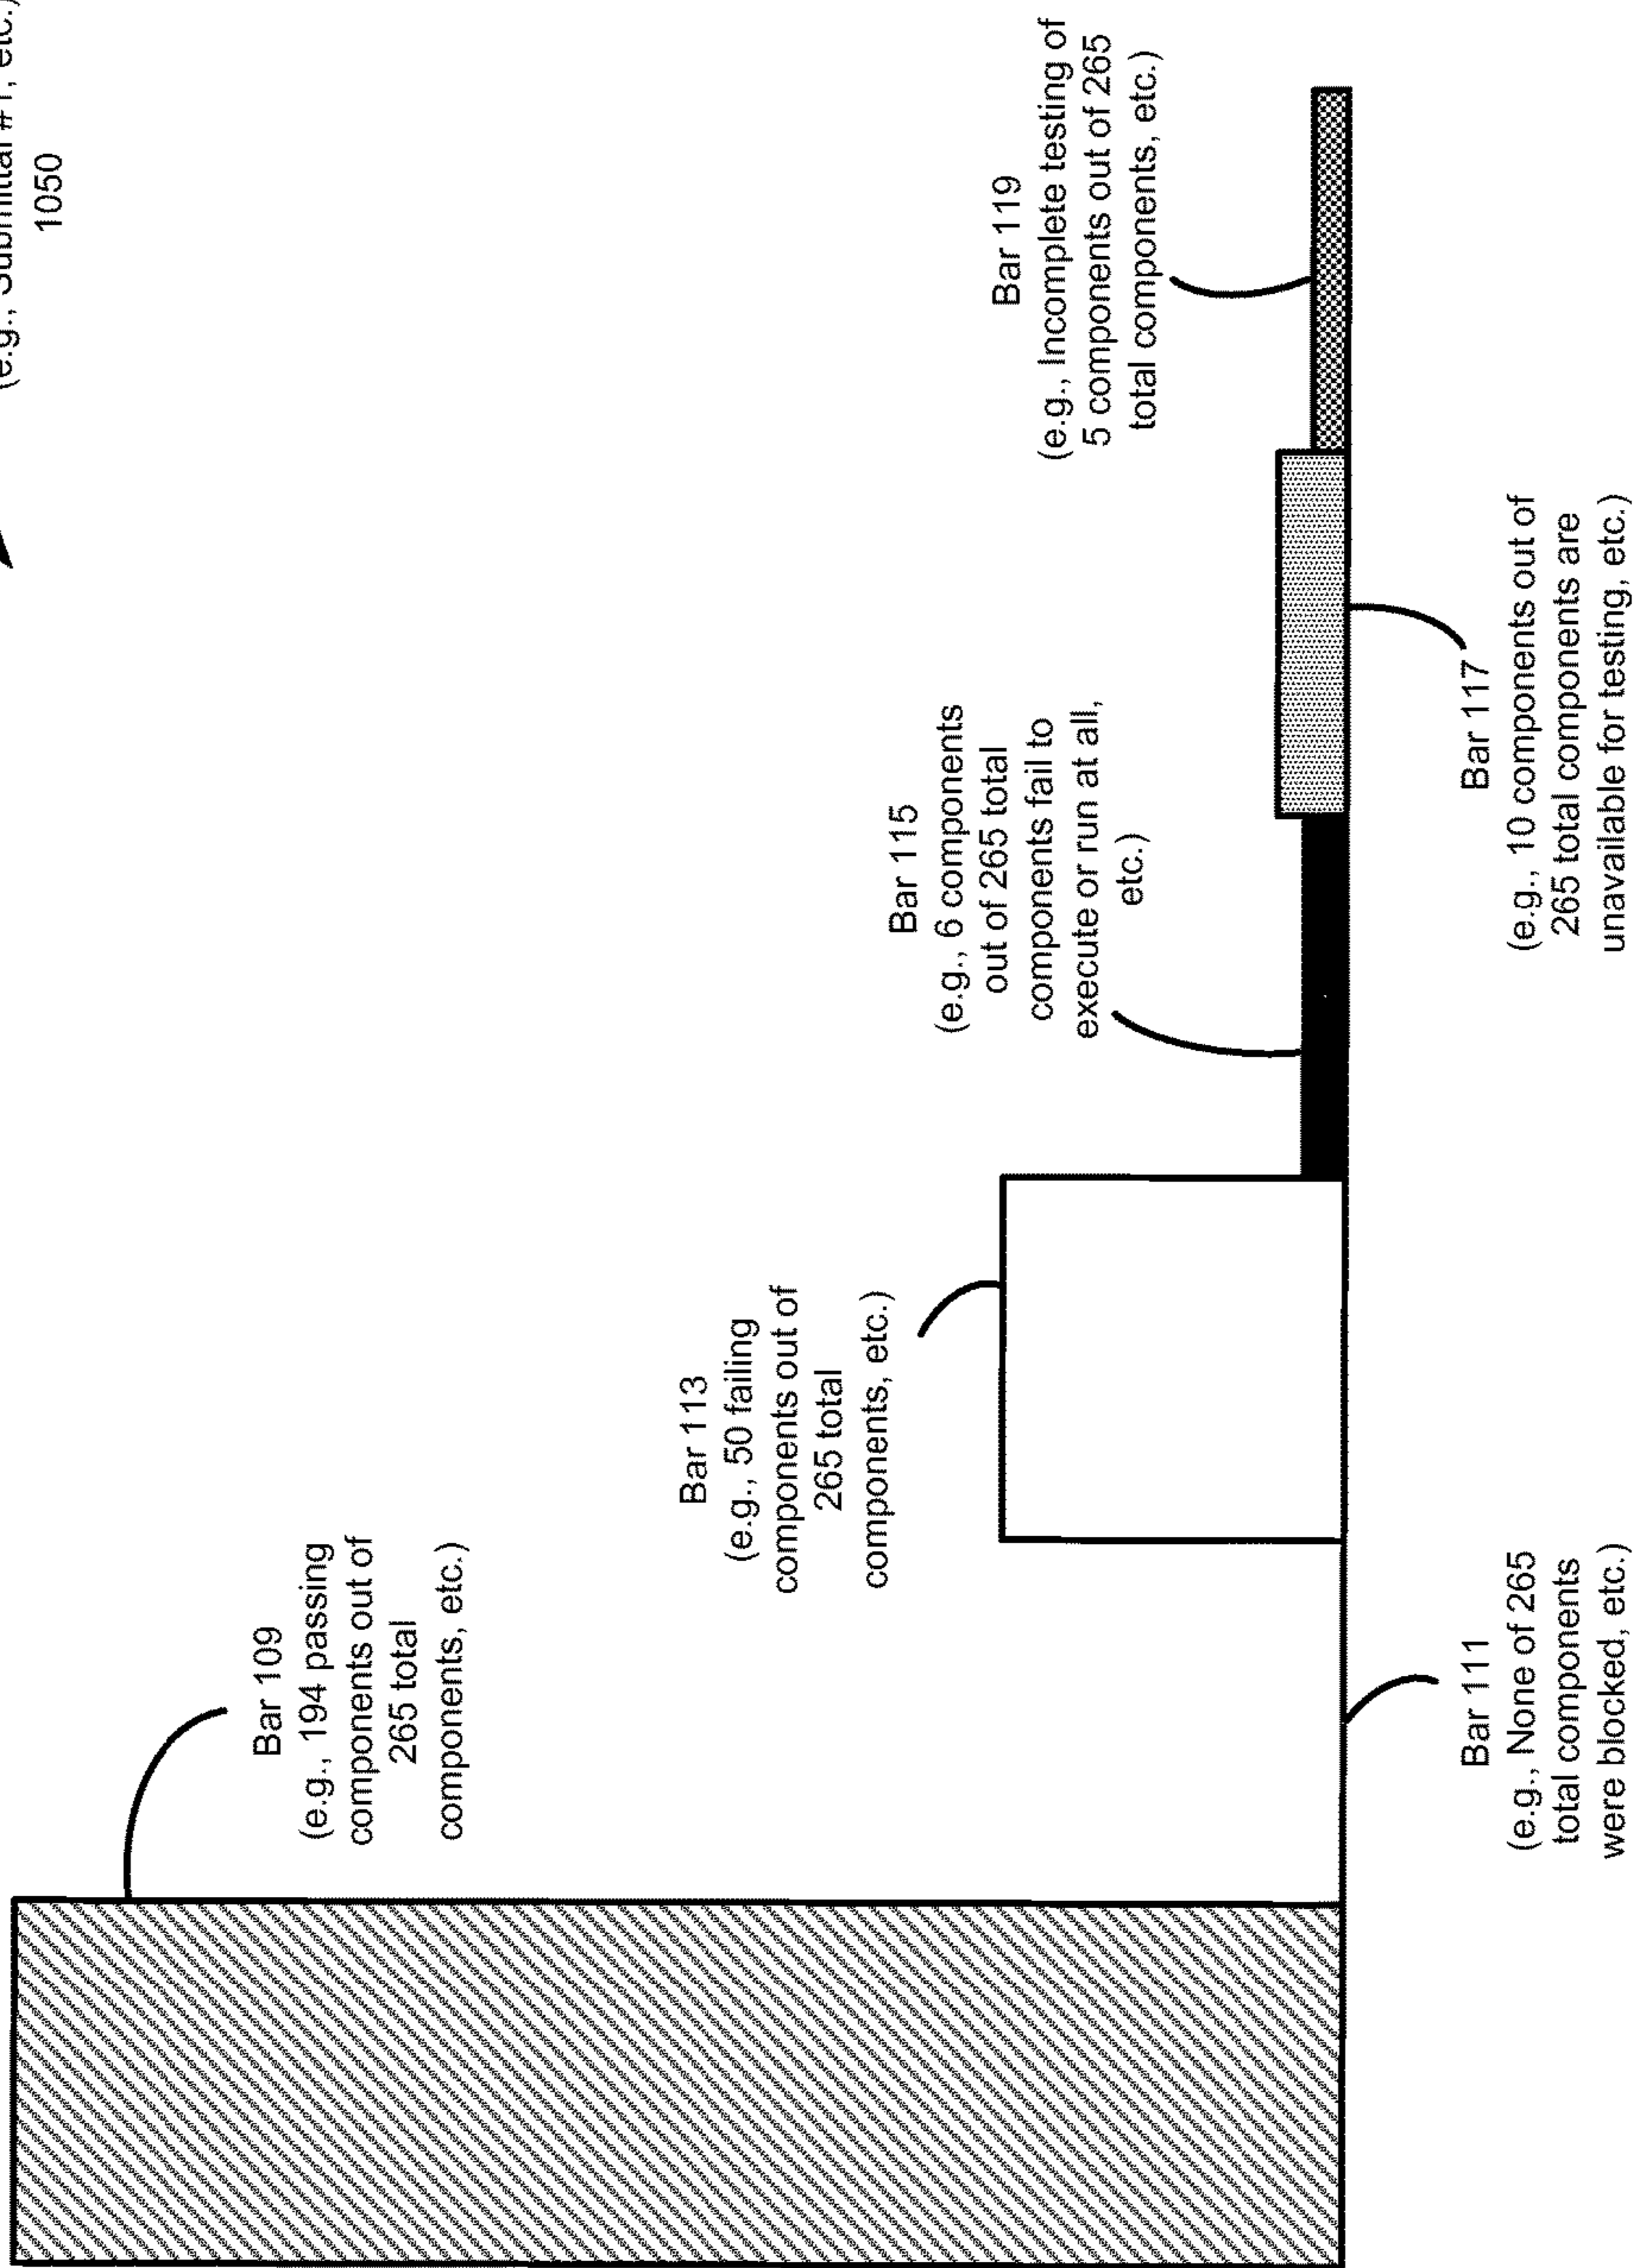 (e.g., Submittal #1, etc.)
1050
Bar 109
(e.g., 194 passing
components out of
265 total
components, etc.)
Bar 113
(e.g., 50 failing
components out of
265 total
components, etc.)
Bar 115
(e.g., 6 components
out of 265 total
components fail to
execute or run at all,
etc.)
Bar 119
(e.g., Incomplete testing of
5 components out of 265
total components, etc.)
Bar 111
(e.g., None of 265
total components
were blocked, etc.)
Bar 117
(e.g., 10 components out of
265 total components are
unavailable for testing, etc.)